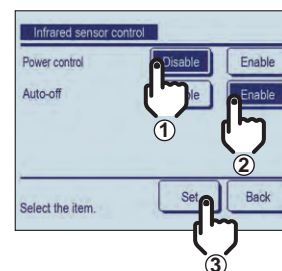 Infrared sensor control
Power control Disable Enable
Auto-off Enable
1
2
Select the item. Set Back
3